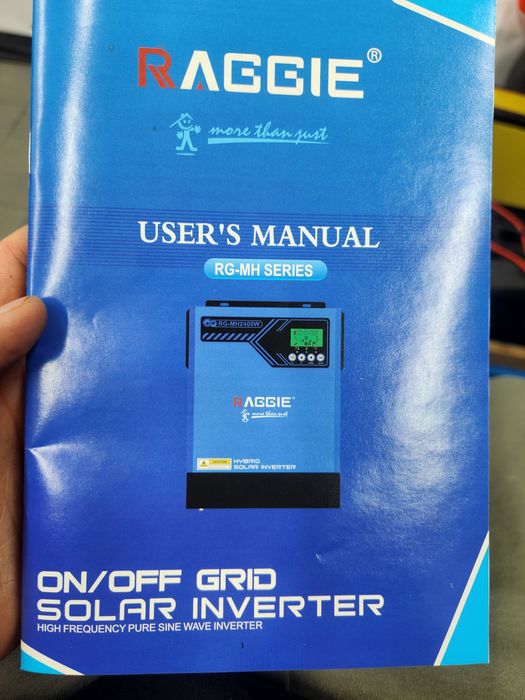 RAGGIE®
more than just
USER'S MANUAL
RG-MH SERIES
RG-MH2400W
RAGGIE®
more than just
CAUTION
HYBRID
SOLAR INVERTER
ON/OFF GRID
SOLAR INVERTER
HIGH FREQUENCY PURE SINE WAVE INVERTER